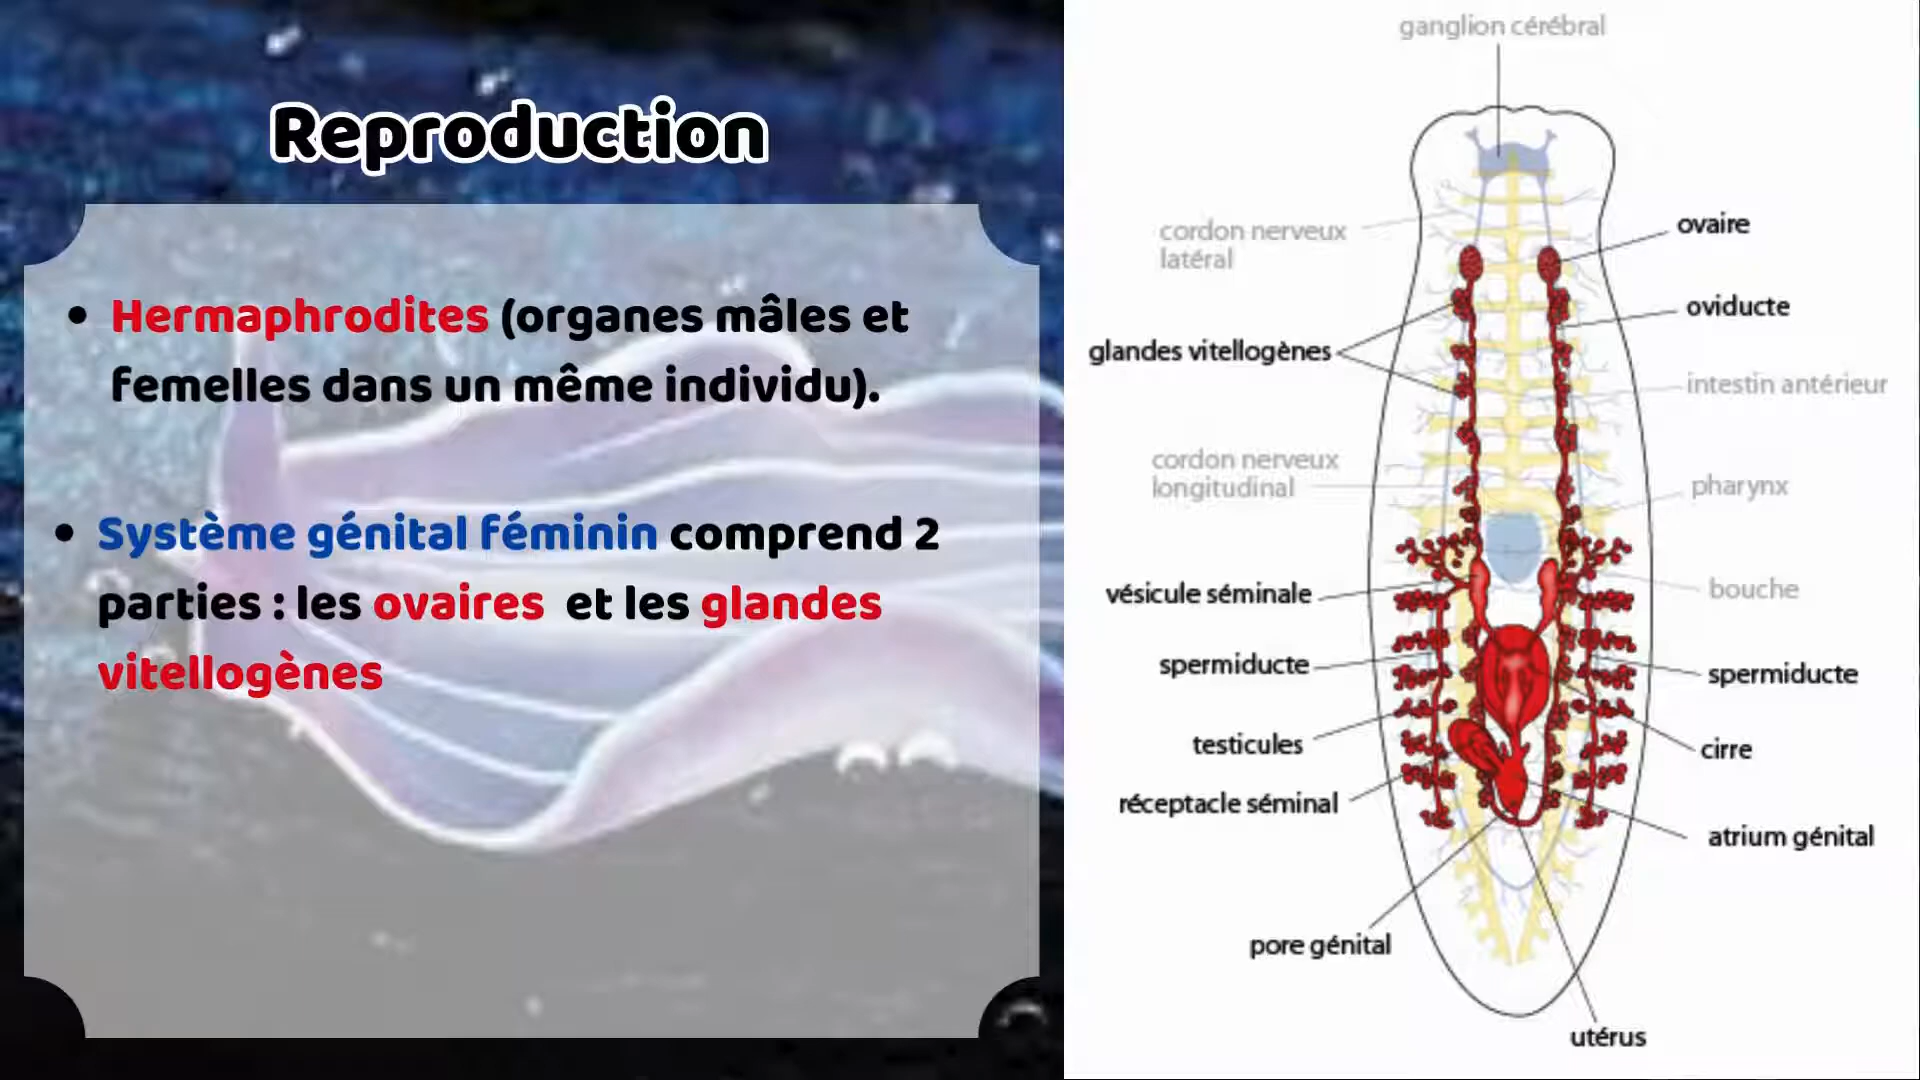 Reproduction
• Hermaphrodites (organes mâles et
femelles dans un même individu).
• Système génital féminin comprend 2
parties : les ovaires et les glandes
vitellogènes
ganglion cérébral
cordon nerveux
latéral
ovaire
oviducte
glandes vitellogènes
intestin antérieur
cordon nerveux
longitudinal
pharynx
vésicule séminale
bouche
spermiducte
spermiducte
testicules
cirre
réceptacle séminal
atrium génital
pore génital
utérus